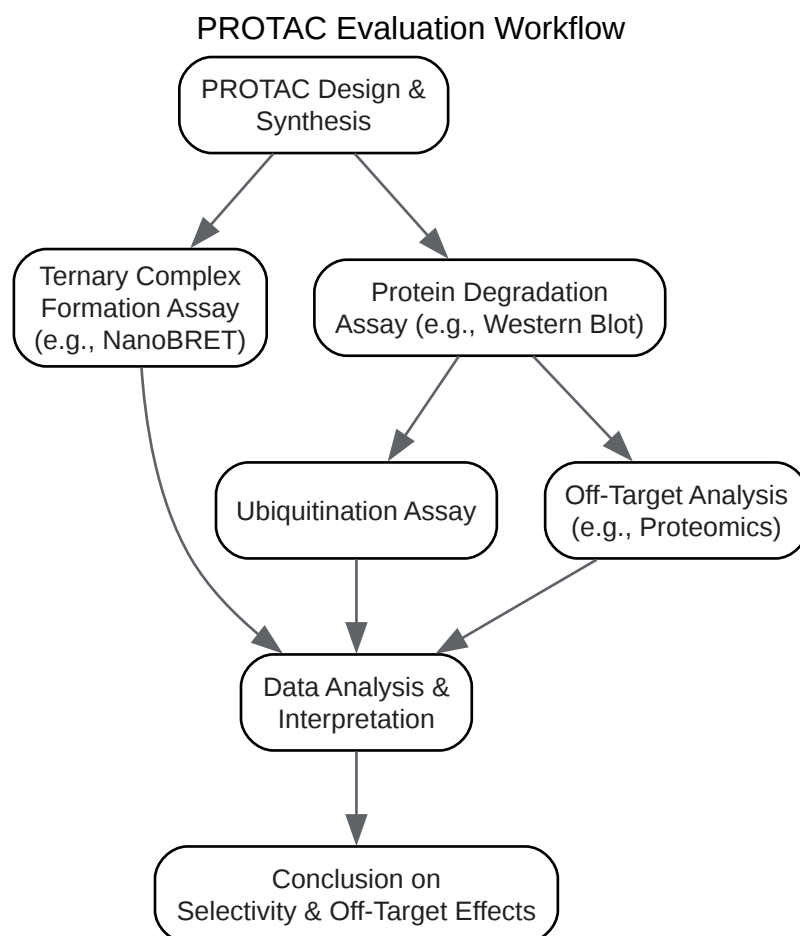 PROTAC Evaluation Workflow
PROTAC Design &
Synthesis
Ternary Complex
Formation Assay
(e.g., NanoBRET)
Protein Degradation
Assay (e.g., Western Blot)
Ubiquitination Assay
Off-Target Analysis
(e.g., Proteomics)
Data Analysis &
Interpretation
Conclusion on
Selectivity & Off-Target Effects